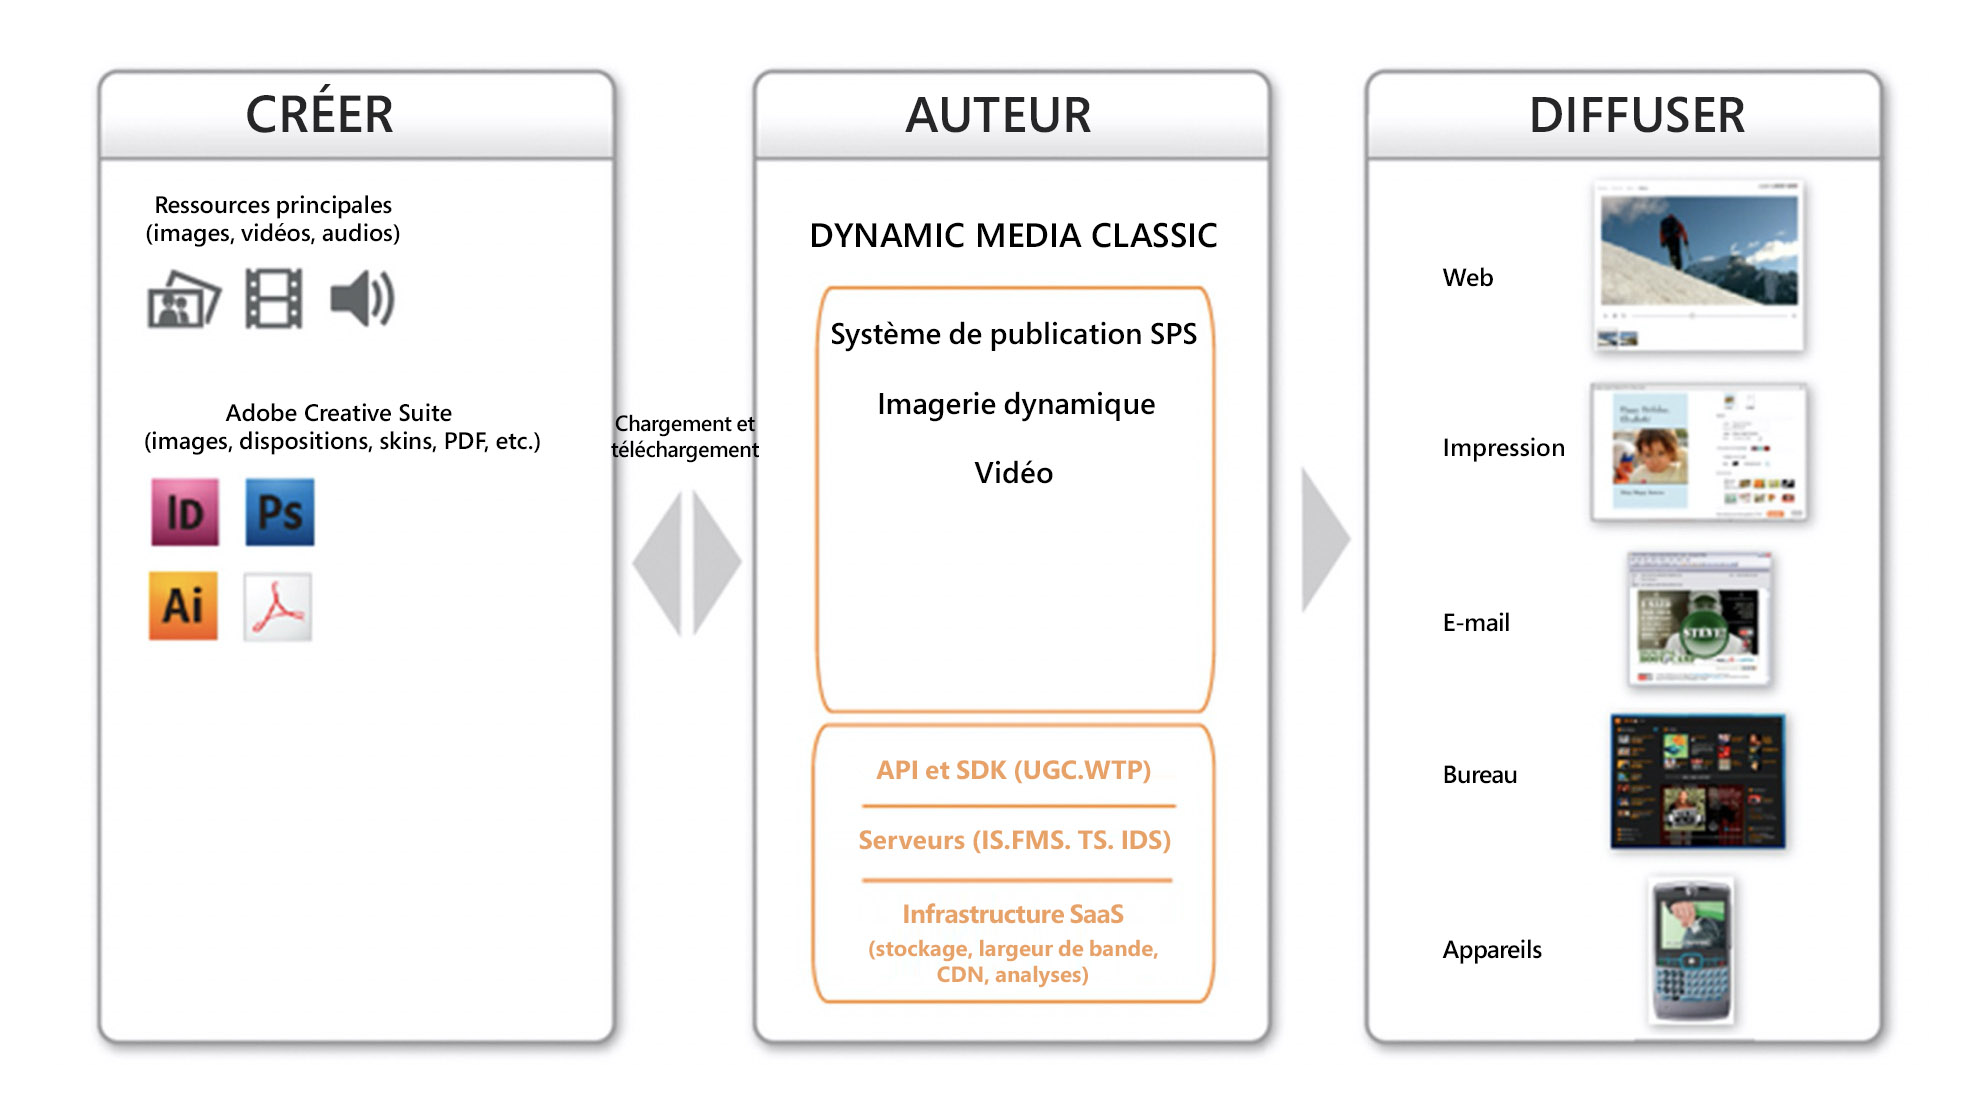 CRÉER
Ressources principales
(images, vidéos, audios)
Adobe Creative Suite
(images, dispositions, skins, PDF, etc.)
ID
Ps
Ai
Chargement et
téléchargement
AUTEUR
DYNAMIC MEDIA CLASSIC
Système de publication SPS
Imagerie dynamique
Vidéo
API et SDK (UGC.WTP)
Serveurs (IS.FMS. TS. IDS)
Infrastructure SaaS
(stockage, largeur de bande,
CDN, analyses)
DIFFUSER
Web
Impression
E-mail
STEVE!
Bureau
Appareils